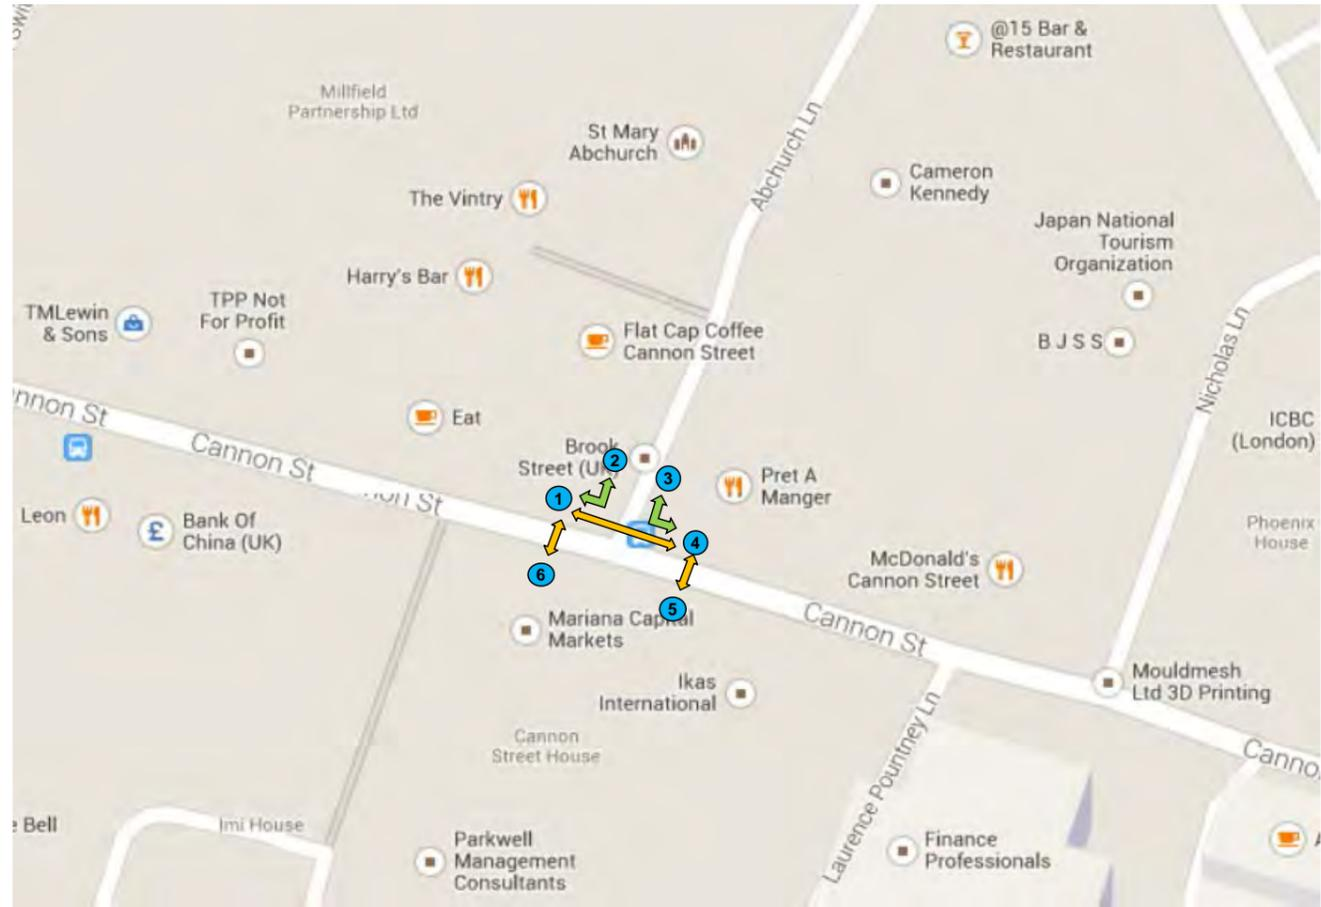 @15 Bar &
Restaurant
Millfield
Partnership Ltd
St Mary
Abchurch
Abchurch Ln
Cameron
Kennedy
The Vintry
Japan National
Tourism
Organization
Harry's Bar
TMLewin
& Sons
TPP Not
For Profit
Flat Cap Coffee
Cannon Street
B J S S
Nicholas Ln
nnon St
Eat
ICBC
(London)
Cannon St
Brook
Street (UK)
2
3
Pret A
Manger
1
non St
Leon
£
Bank Of
China (UK)
Phoenix
House
4
6
McDonald's
Cannon Street
5
Mariana Capital
Markets
Cannon St
Ikas
International
Mouldmesh
Ltd 3D Printing
Cannon
Street House
Laurence Pountney Ln
Canno
e Bell
Imi House
Parkwell
Management
Consultants
Finance
Professionals
A